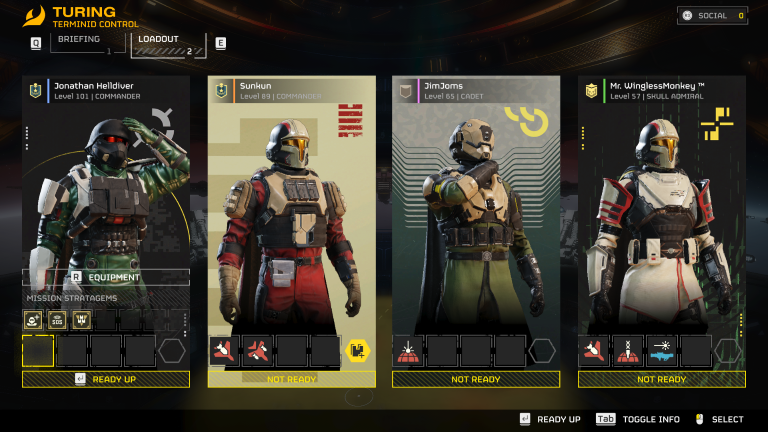 TURING
TERMINID CONTROL
SOCIAL 0
Q
BRIEFING
1
LOADOUT
2
E
Jonathan Helldiver
Level 101 | COMMANDER
Sunkun
Level 89 | COMMANDER
JimJams
Level 65 | CADET
Mr. WinglessMonkey ™
Level 57 | SKULL ADMIRAL
R EQUIPMENT
MISSION STRATAGEMS
SOS
READY UP
NOT READY
NOT READY
NOT READY
READY UP
Tab TOGGLE INFO
SELECT